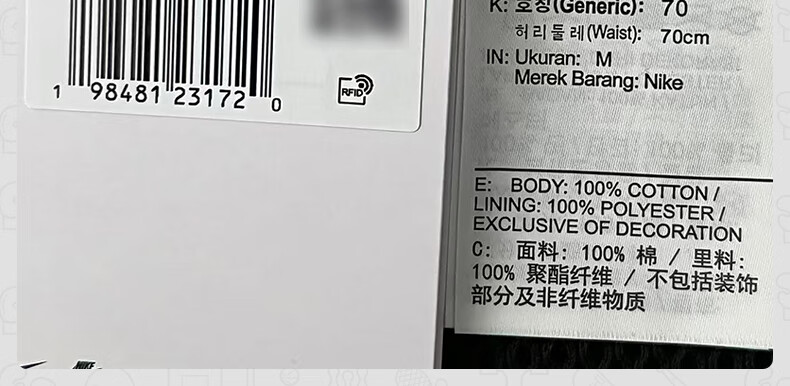 1 98481 23172 0
RFID
K: 호칭(Generic): 70
허리둘레(Waist): 70cm
IN: Ukuran: M
Merek Barang: Nike
E: BODY: 100% COTTON /
LINING: 100% POLYESTER /
EXCLUSIVE OF DECORATION
C: 面料: 100% 棉 / 里料:
100% 聚酯纤维 / 不包括装饰
部分及非纤维物质
NIKE